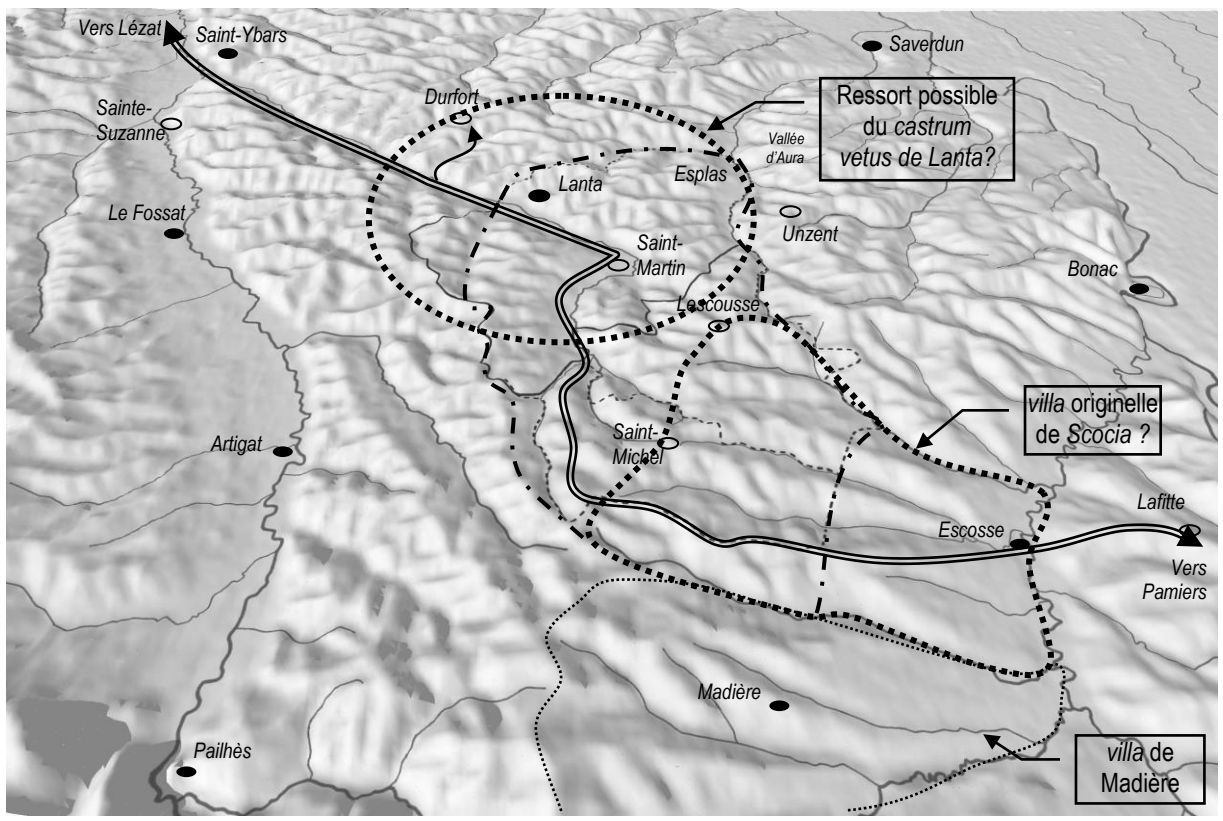 Vers Lézat
Saint-Ybars
Saverdun
Sainte-
Suzanne
Durfort
Ressort possible
du castrum
vetus de Lanta?
Vallée
d'Aura
Esplas
Lanta
Le Fossat
Unzent
Saint-
Martin
Bonac
Lescousse
villa originelle
de Scocia ?
Artigat
Saint-
Michel
Lafitte
Escosse
Vers
Pamiers
Madière
Pailhès
villa de
Madière